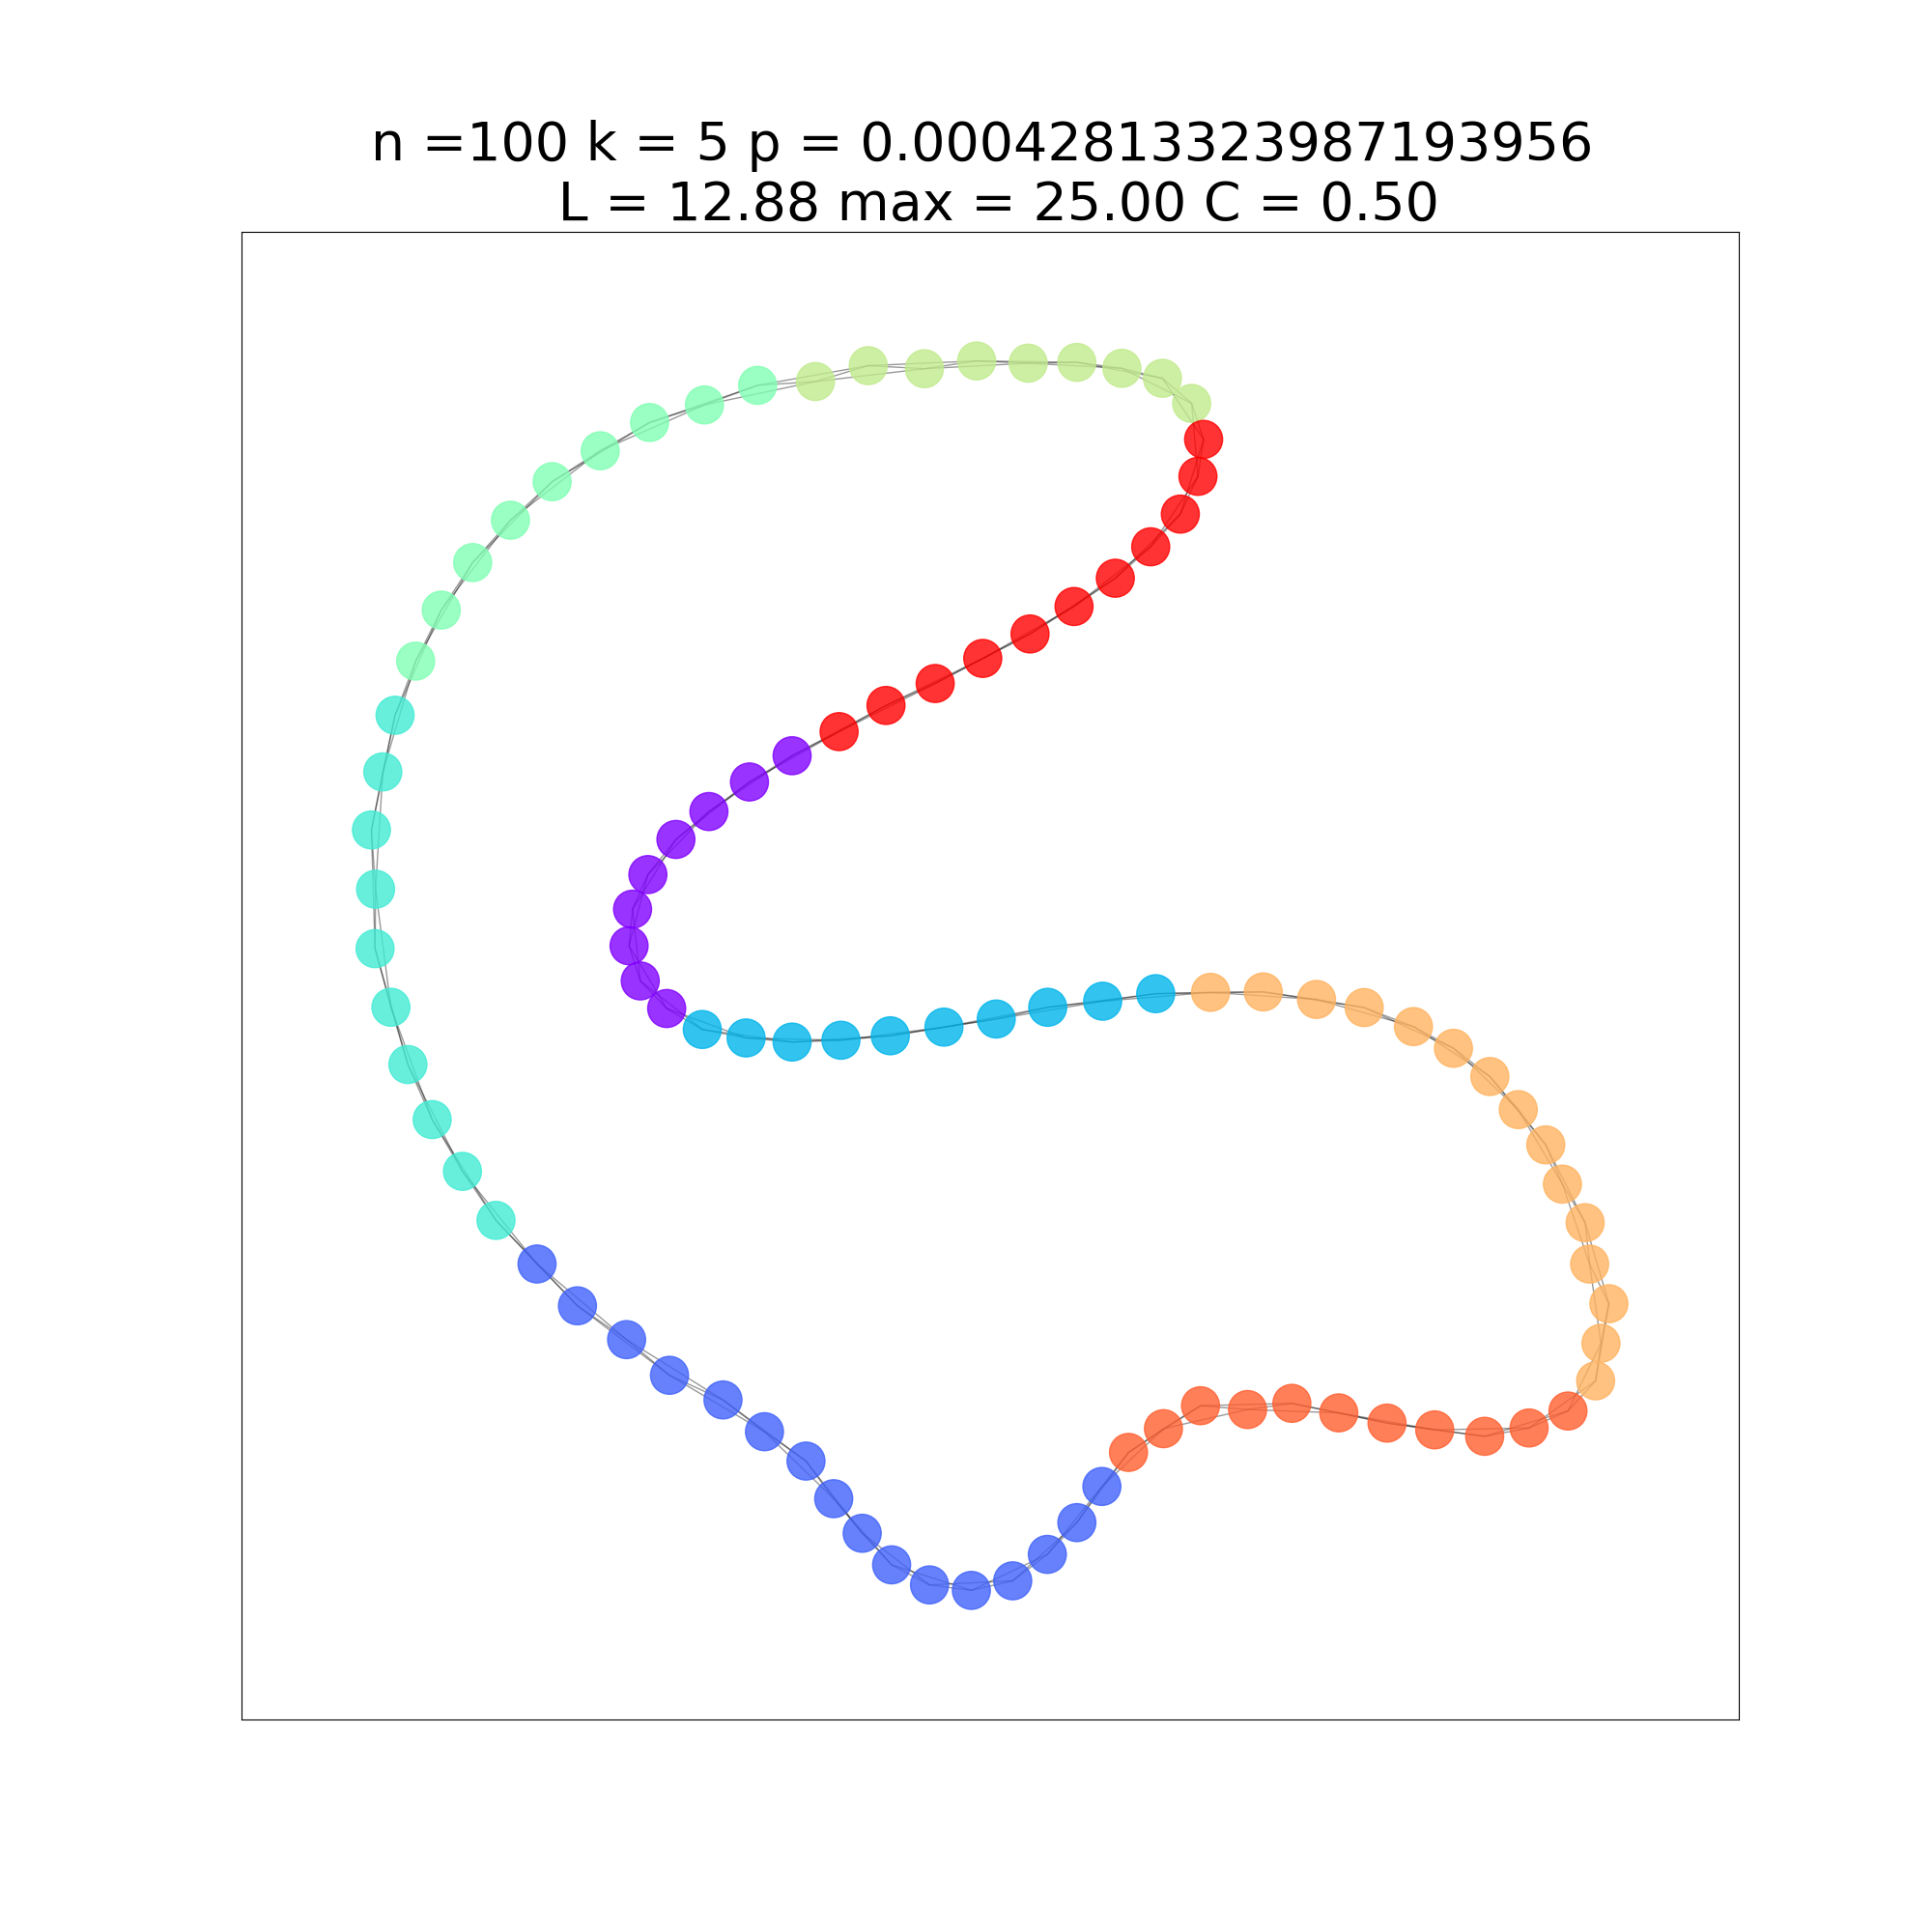 n =100 k = 5 p = 0.00042813323987193956
L = 12.88 max = 25.00 C = 0.50